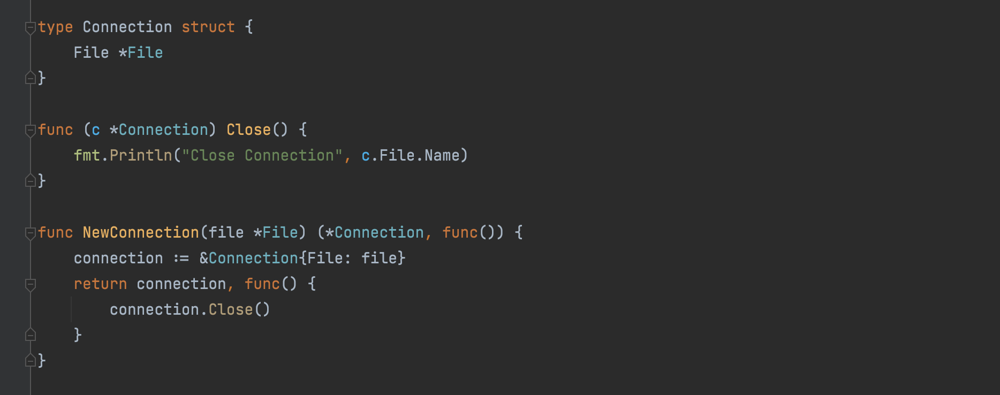 type Connection struct {
    File *File
}

func (c *Connection) Close() {
    fmt.Println("Close Connection", c.File.Name)
}

func NewConnection(file *File) (*Connection, func()) {
    connection := &Connection{File: file}
    return connection, func() {
        connection.Close()
    }
}